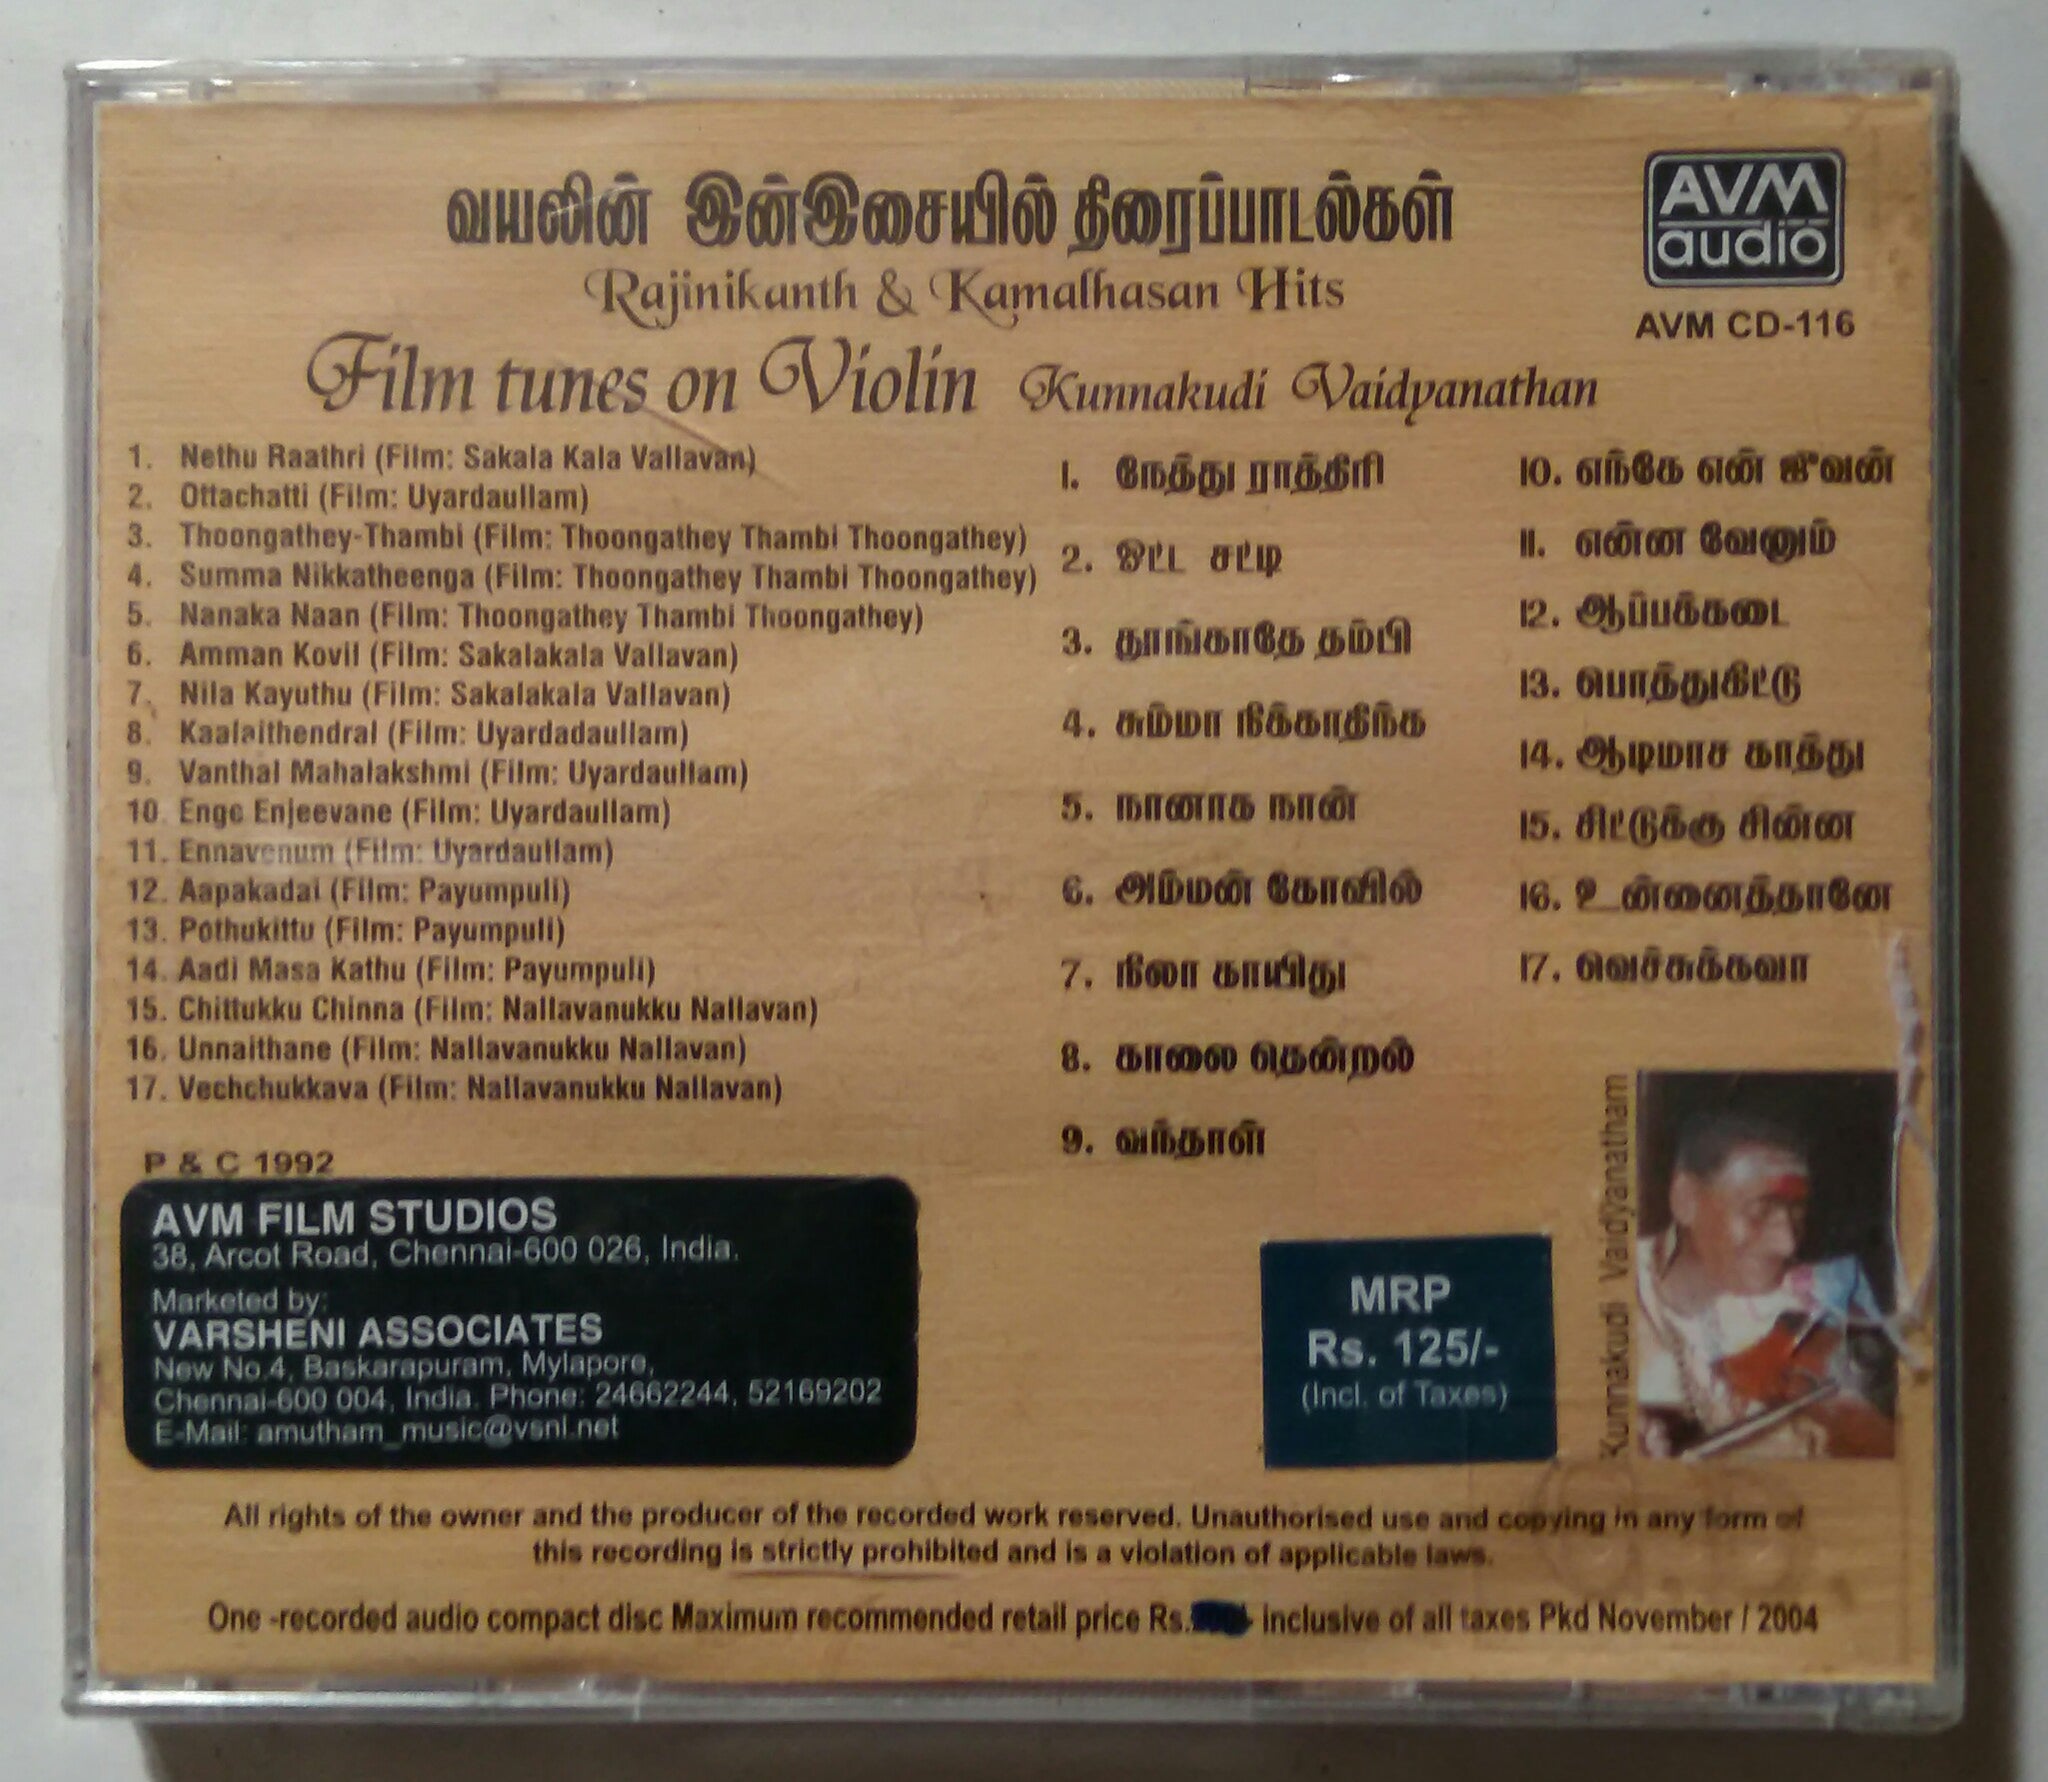 வயலின் இன்இசையில் திரைப்பாடல்கள்
AVM
audio
AVM CD-116
Rajinikanth & Kamalhasan Hits
Film tunes on Violin Kunnakudi Vaidyanathan
1. Nethu Raathri (Film: Sakala Kala Vallavan)
2. Ottachatti (Film: Uyardaullam)
3. Thoongathey-Thambi (Film: Thoongathey Thambi Thoongathey)
4. Summa Nikkatheenga (Film: Thoongathey Thambi Thoongathey)
5. Nanaka Naan (Film: Thoongathey Thambi Thoongathey)
6. Amman Kovil (Film: Sakalakala Vallavan)
7. Nila Kayuthu (Film: Sakalakala Vallavan)
8. Kaalaithendral (Film: Uyardadaullam)
9. Vanthal Mahalakshmi (Film: Uyardaullam)
10. Enge Enjeevane (Film: Uyardaullam)
11. Ennavenum (Film: Uyardaullam)
12. Aapakadai (Film: Payumpuli)
13. Pothukittu (Film: Payumpuli)
14. Aadi Masa Kathu (Film: Payumpuli)
15. Chittukku Chinna (Film: Nallavanukku Nallavan)
16. Unnaithane (Film: Nallavanukku Nallavan)
17. Vechchukkava (Film: Nallavanukku Nallavan)
1. நேத்து ராத்திரி
2. ஓட்ட சட்டி
3. தூங்காதே தம்பி
4. சும்மா நிக்காதிங்க
5. நானாக நான்
6. அம்மன் கோவில்
7. நிலா காயிது
8. காலை தென்றல்
9. வந்தாள்
10. எங்கே என் ஜீவன்
11. என்ன வேனும்
12. ஆப்பக்கடை
13. பொத்துகிட்டு
14. ஆடிமாச காத்து
15. சிட்டுக்கு சின்ன
16. உன்னைத்தானே
17. வெச்சுக்கவா
P & C 1992
AVM FILM STUDIOS
38, Arcot Road, Chennai-600 026, India.
Marketed by:
VARSHENI ASSOCIATES
New No.4, Baskarapuram, Mylapore,
Chennai-600 004, India. Phone: 24662244, 52169202
E-Mail: amutham_music@vsnl.net
MRP
Rs. 125/-
(Incl. of Taxes)
Kunnakudi Vaidyanatham
All rights of the owner and the producer of the recorded work reserved. Unauthorised use and copying in any form of
this recording is strictly prohibited and is a violation of applicable laws.
One -recorded audio compact disc Maximum recommended retail price Rs. inclusive of all taxes Pkd November / 2004